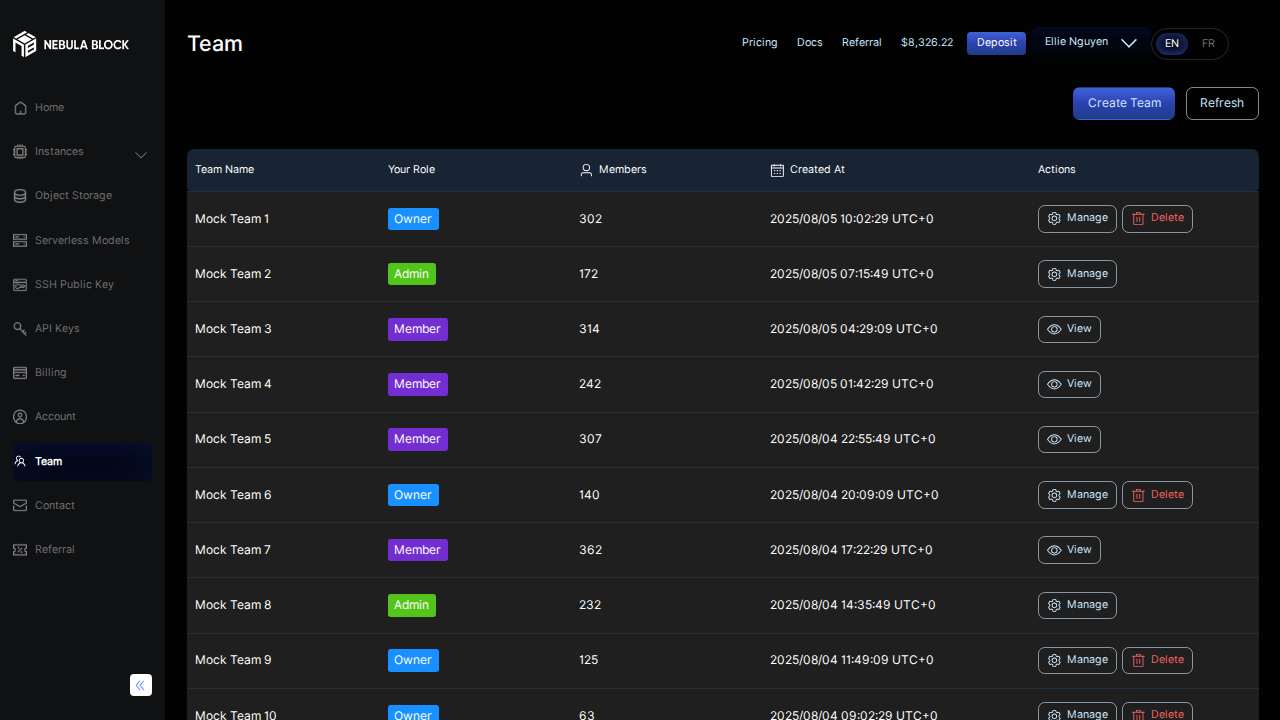 NEBULA BLOCK
Home
Instances
Object Storage
Serverless Models
SSH Public Key
API Keys
Billing
Account
Team
Contact
Referral
Team
Pricing Docs Referral $8,326.22 Deposit Ellie Nguyen EN FR
Create Team Refresh
Team Name Your Role Members Created At Actions
Mock Team 1 Owner 302 2025/08/05 10:02:29 UTC+0 Manage Delete
Mock Team 2 Admin 172 2025/08/05 07:15:49 UTC+0 Manage
Mock Team 3 Member 314 2025/08/05 04:29:09 UTC+0 View
Mock Team 4 Member 242 2025/08/05 01:42:29 UTC+0 View
Mock Team 5 Member 307 2025/08/04 22:55:49 UTC+0 View
Mock Team 6 Owner 140 2025/08/04 20:09:09 UTC+0 Manage Delete
Mock Team 7 Member 362 2025/08/04 17:22:29 UTC+0 View
Mock Team 8 Admin 232 2025/08/04 14:35:49 UTC+0 Manage
Mock Team 9 Owner 125 2025/08/04 11:49:09 UTC+0 Manage Delete
Mock Team 10 Owner 63 2025/08/04 09:02:29 UTC+0 Manage Delete